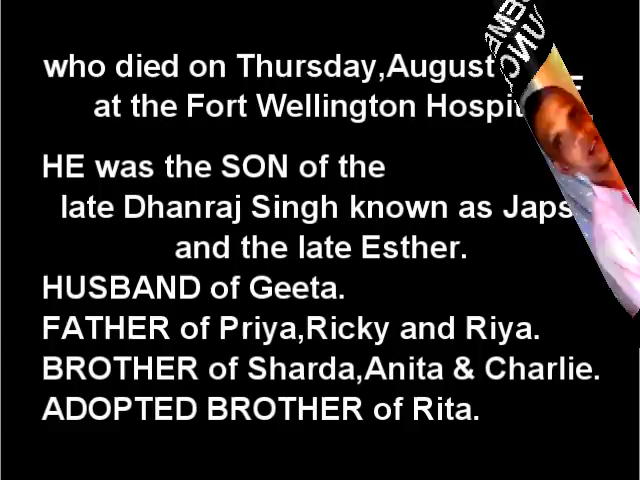 who died on Thursday,August
at the Fort Wellington
HE was the SON of the
late Dhanraj Singh known as Japs
and the late Esther.
HUSBAND of Geeta.
FATHER of Priya,Ricky and Riya.
BROTHER of Sharda,Anita & Charlie.
ADOPTED BROTHER of Rita.